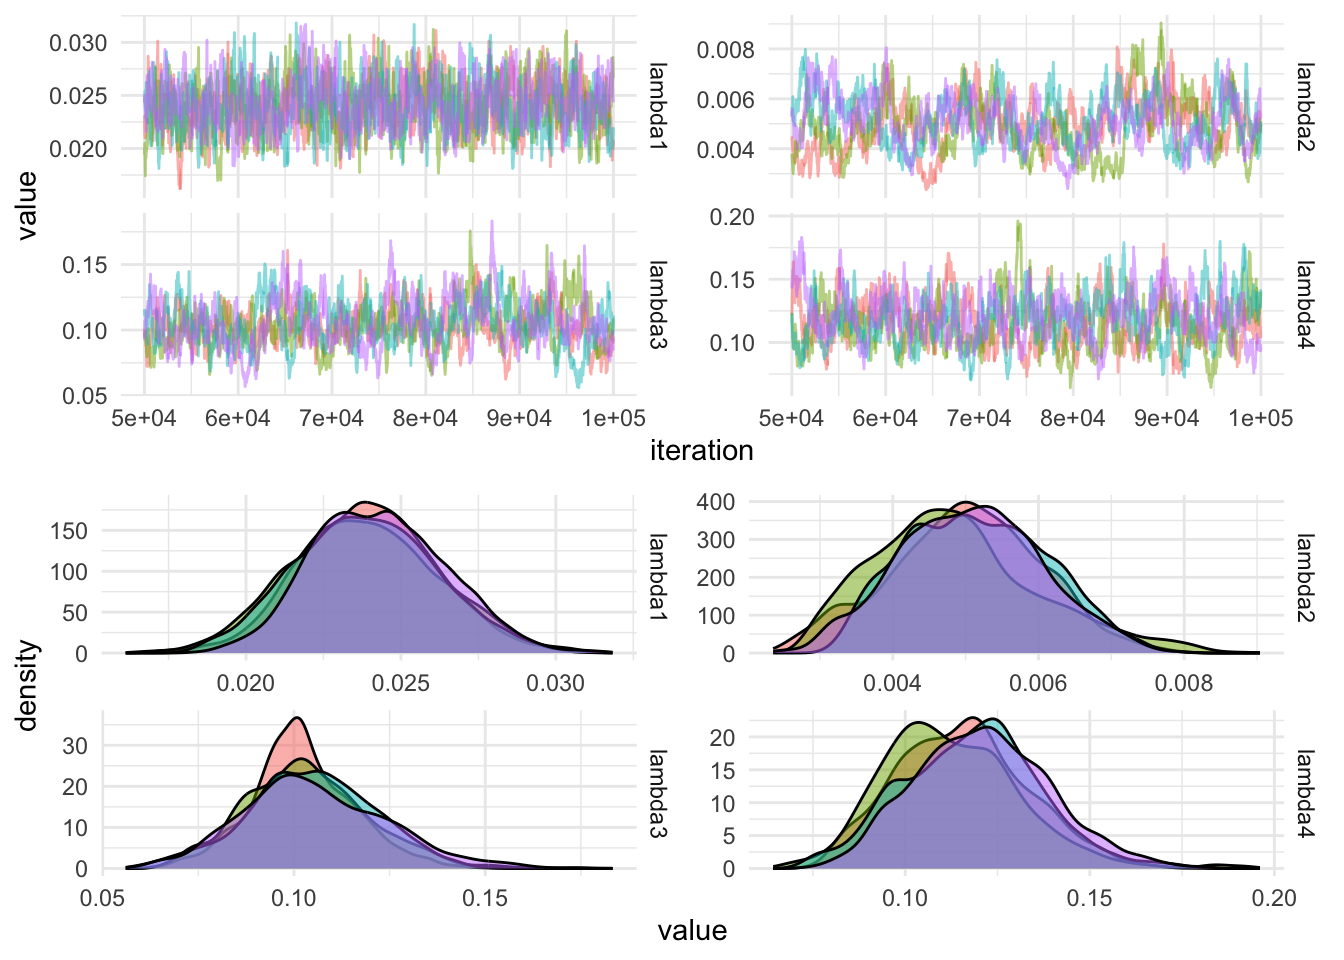 0.030
0.025
0.020
lambda1
0.008
0.006
0.004
lambda2
value
0.15
0.10
0.05
lambda3
0.20
0.15
0.10
lambda4
5e+04 6e+04 7e+04 8e+04 9e+04 1e+05
5e+04 6e+04 7e+04 8e+04 9e+04 1e+05
iteration
150
100
50
0
lambda1
0.020 0.025 0.030
400
300
200
100
0
lambda2
0.004 0.006 0.008
density
30
20
10
0
lambda3
0.05 0.10 0.15
20
15
10
5
0
lambda4
0.10 0.15 0.20
value